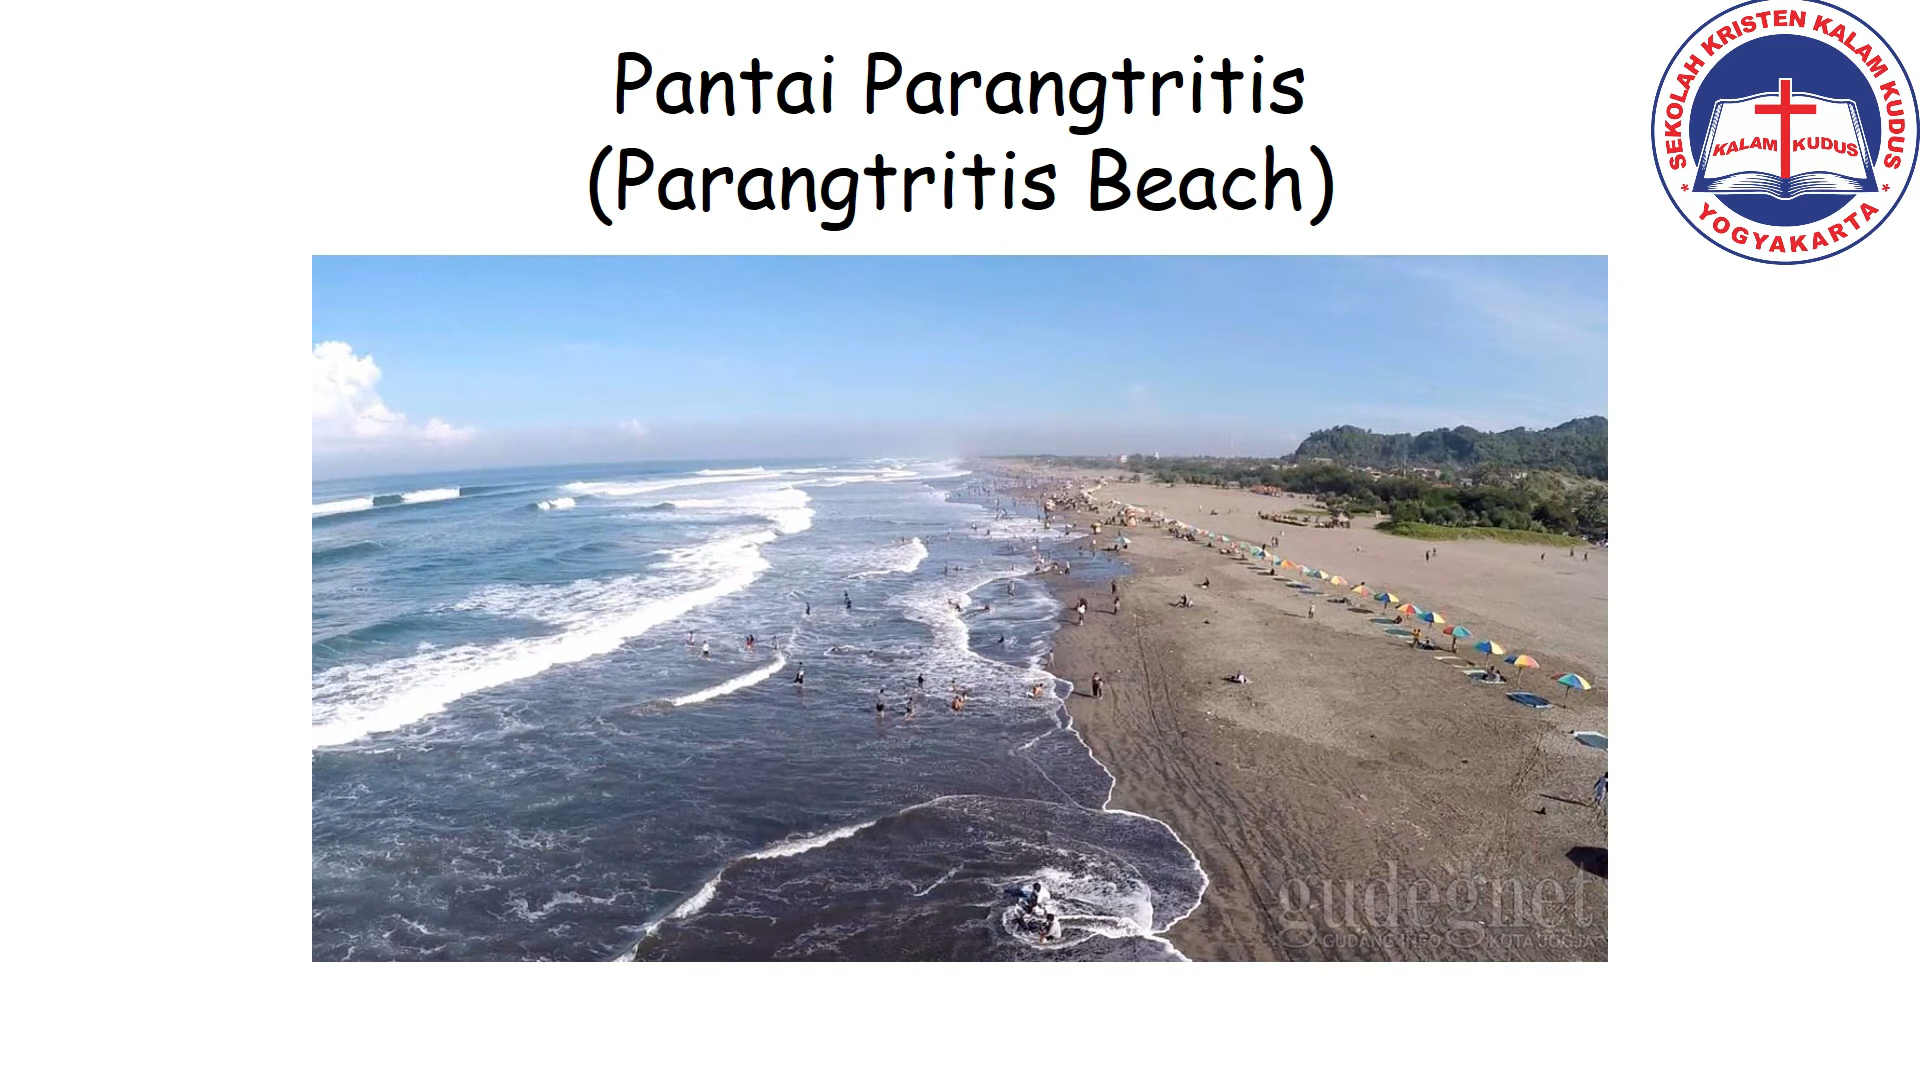 Pantai Parangtritis
(Parangtritis Beach)
SEKOLAH KRISTEN KALAM KUDUS
KALAM KUDUS
* YOGYAKARTA *
gudegnet
GUDANG INFO KOTA JOGJA